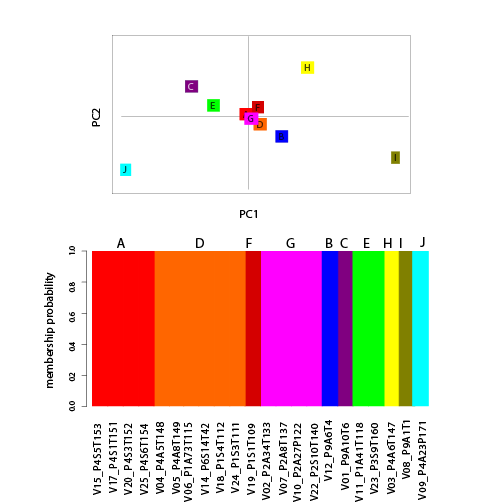 H
C
E
F
G
D
B
I
J
PC2
PC1
A D F G B C E H I J
membership probability
1.0
0.8
0.6
0.4
0.2
0.0
V15_P4S5T153
V17_P4S1T151
V20_P4S3T152
V25_P4S6T154
V04_P4A5T148
V05_P4A8T149
V06_P1A73T115
V14_P6S14T42
V18_P1S4T112
V24_P1S3T111
V19_P1S1T109
V02_P2A34T133
V07_P2A8T137
V10_P2A27P122
V22_P2S10T140
V12_P9A6T4
V01_P9A10T6
V11_P1A41T118
V23_P3S9T160
V03_P4A6T147
V08_P9A1T1
V09_P4A23P171